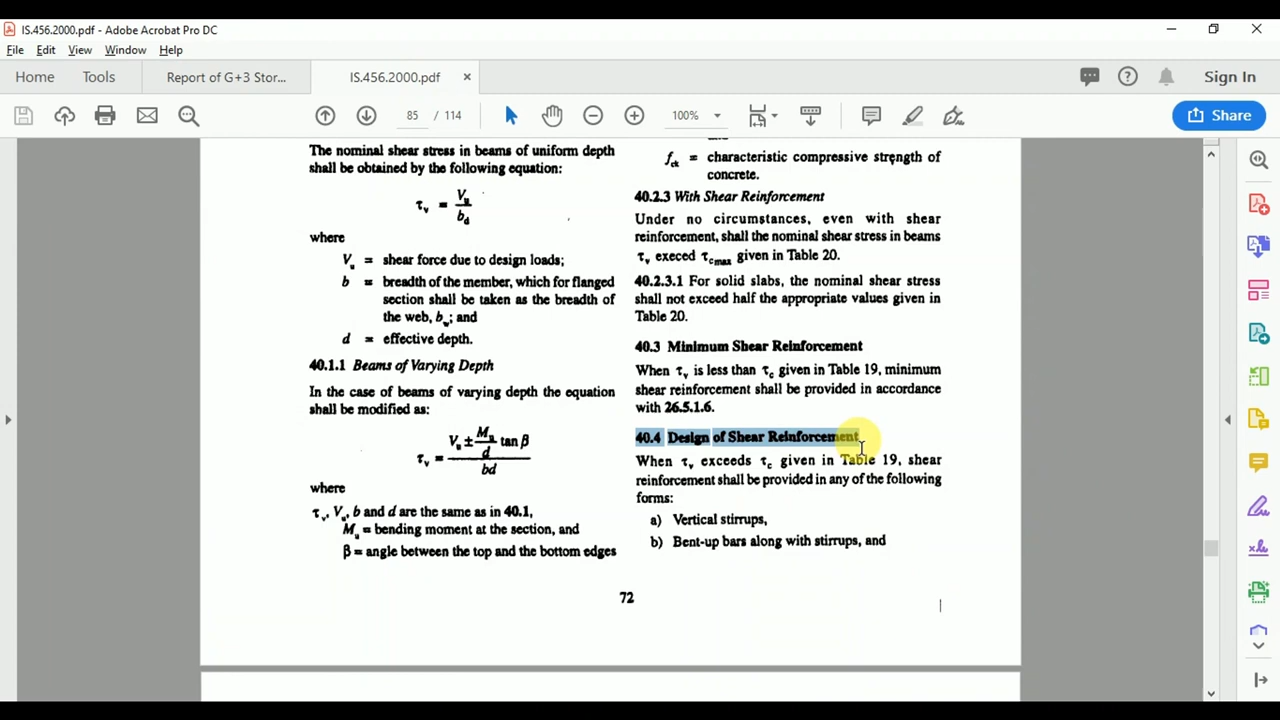 IS.456.2000.pdf - Adobe Acrobat Pro DC
File Edit View Window Help
Home Tools Report of G+3 Stor... IS.456.2000.pdf × Sign In
85 / 114 100% Share
The nominal shear stress in beams of uniform depth
shall be obtained by the following equation:
τv = Vu / bd
where
Vu = shear force due to design loads;
b = breadth of the member, which for flanged
section shall be taken as the breadth of
the web, bw; and
d = effective depth.
40.1.1 Beams of Varying Depth
In the case of beams of varying depth the equation
shall be modified as:
τv = (Vu ± Mu/d tan β) / bd
where
τv, Vu, b and d are the same as in 40.1,
Mu = bending moment at the section, and
β = angle between the top and the bottom edges
fck = characteristic compressive strength of
concrete.
40.2.3 With Shear Reinforcement
Under no circumstances, even with shear
reinforcement, shall the nominal shear stress in beams
τv exceed τcmax given in Table 20.
40.2.3.1 For solid slabs, the nominal shear stress
shall not exceed half the appropriate values given in
Table 20.
40.3 Minimum Shear Reinforcement
When τv is less than τc given in Table 19, minimum
shear reinforcement shall be provided in accordance
with 26.5.1.6.
40.4 Design of Shear Reinforcement
When τv exceeds τc given in Table 19, shear
reinforcement shall be provided in any of the following
forms:
a) Vertical stirrups,
b) Bent-up bars along with stirrups, and
72